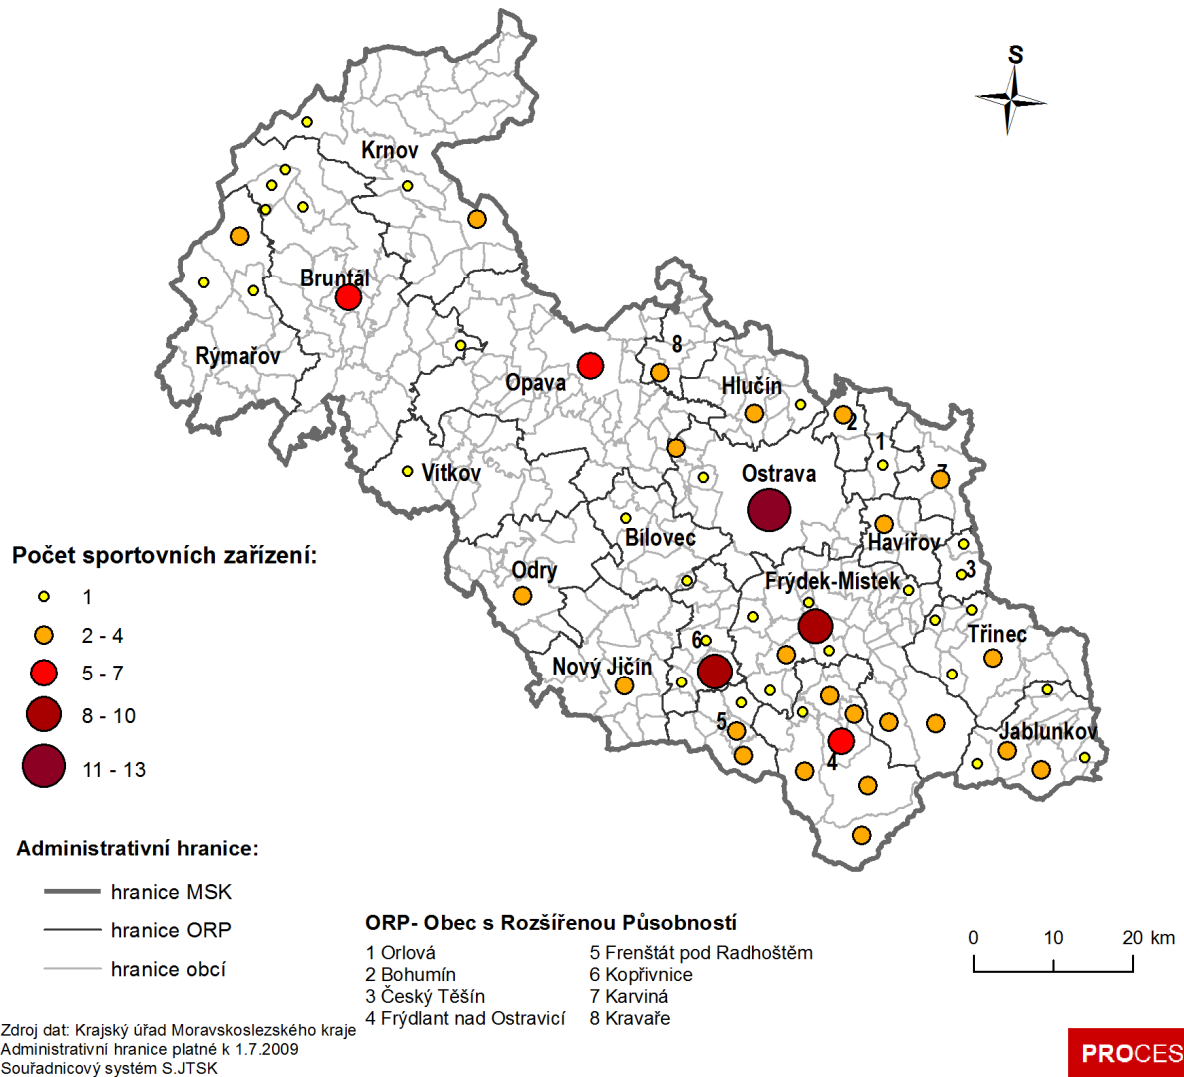 S
Krnov
Bruntál
Rýmařov
8
Opava
Hlučín
2
1
Vítkov
Ostrava
7
Bílovec
Havířov
Odry
Frýdek-Místek
3
6
Třinec
Nový Jičín
5
Jablunkov
4
Počet sportovních zařízení:
1
2 - 4
5 - 7
8 - 10
11 - 13
Administrativní hranice:
hranice MSK
hranice ORP
hranice obcí
ORP- Obec s Rozšířenou Působností
1 Orlová
2 Bohumín
3 Český Těšín
4 Frýdlant nad Ostravicí
5 Frenštát pod Radhoštěm
6 Kopřivnice
7 Karviná
8 Kravaře
0 10 20 km
Zdroj dat: Krajský úřad Moravskoslezského kraje
Administrativní hranice platné k 1.7.2009
Souřadnicový systém S.JTSK
PROCES